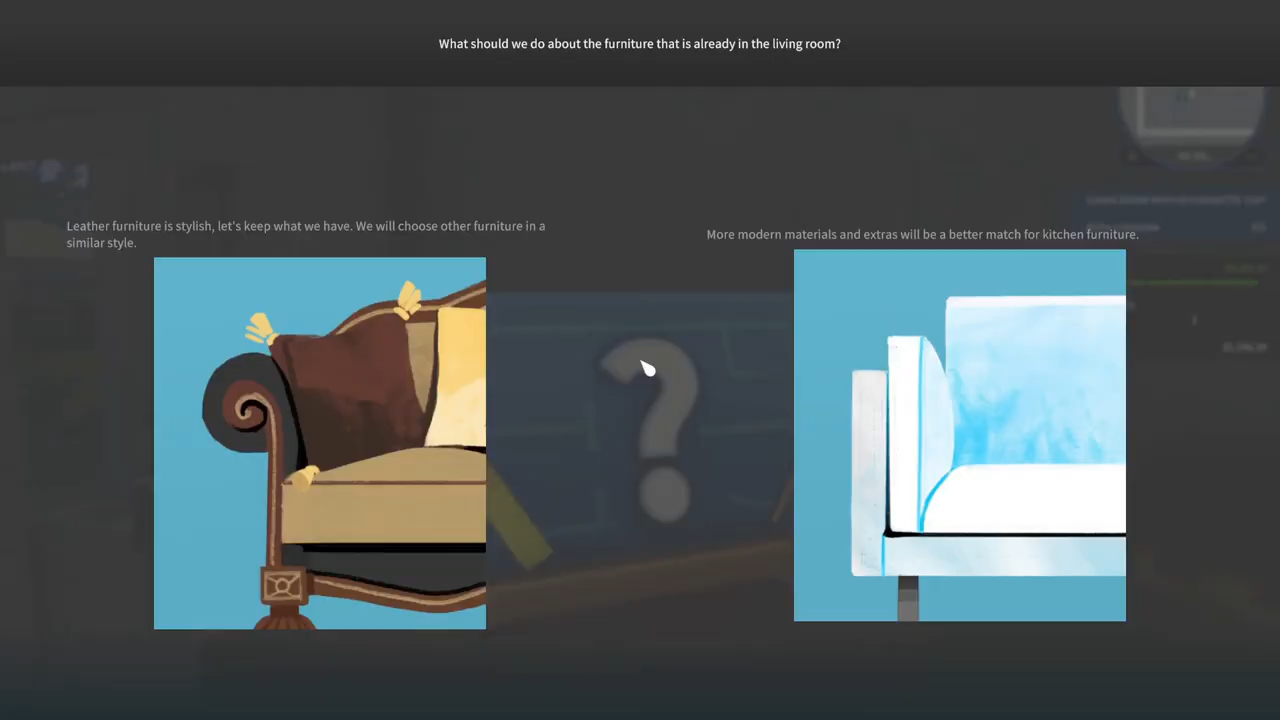 What should we do about the furniture that is already in the living room?
Leather furniture is stylish, let's keep what we have. We will choose other furniture in a
similar style.
More modern materials and extras will be a better match for kitchen furniture.